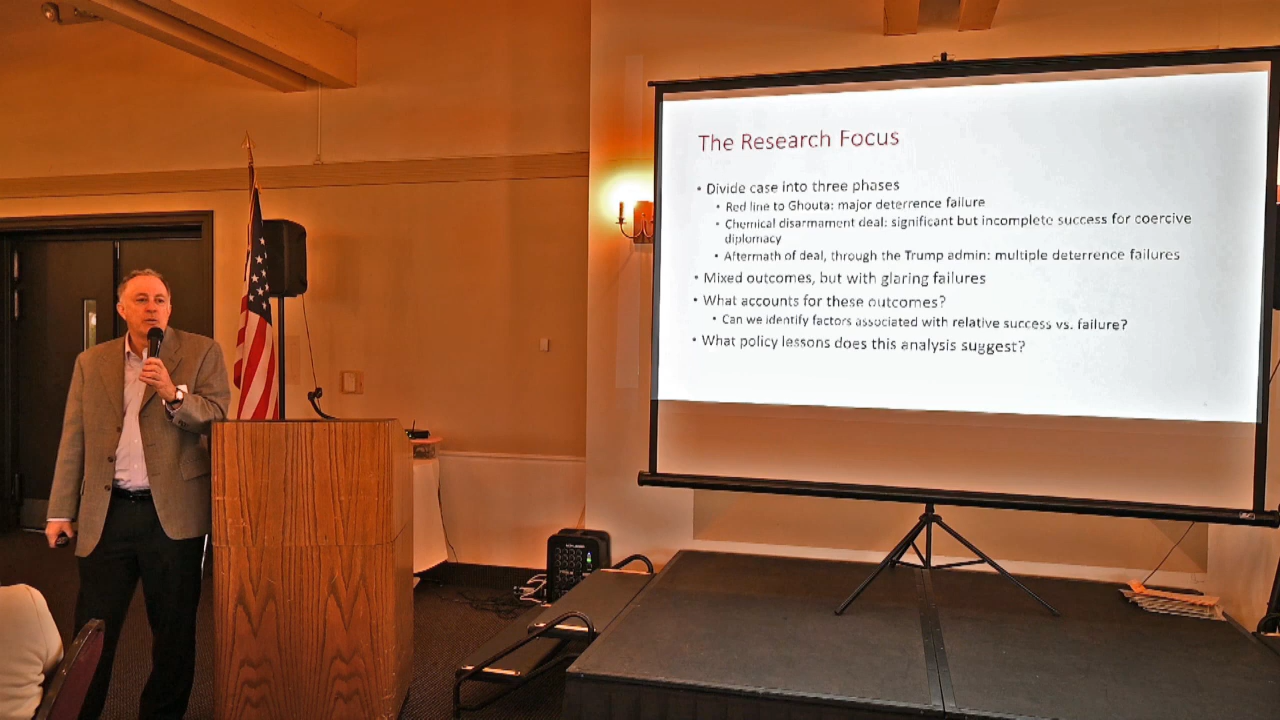 The Research Focus
• Divide case into three phases
• Red line to Ghouta: major deterrence failure
• Chemical disarmament deal: significant but incomplete success for coercive
diplomacy
• Aftermath of deal, through the Trump admin: multiple deterrence failures
• Mixed outcomes, but with glaring failures
• What accounts for these outcomes?
• Can we identify factors associated with relative success vs. failure?
• What policy lessons does this analysis suggest?